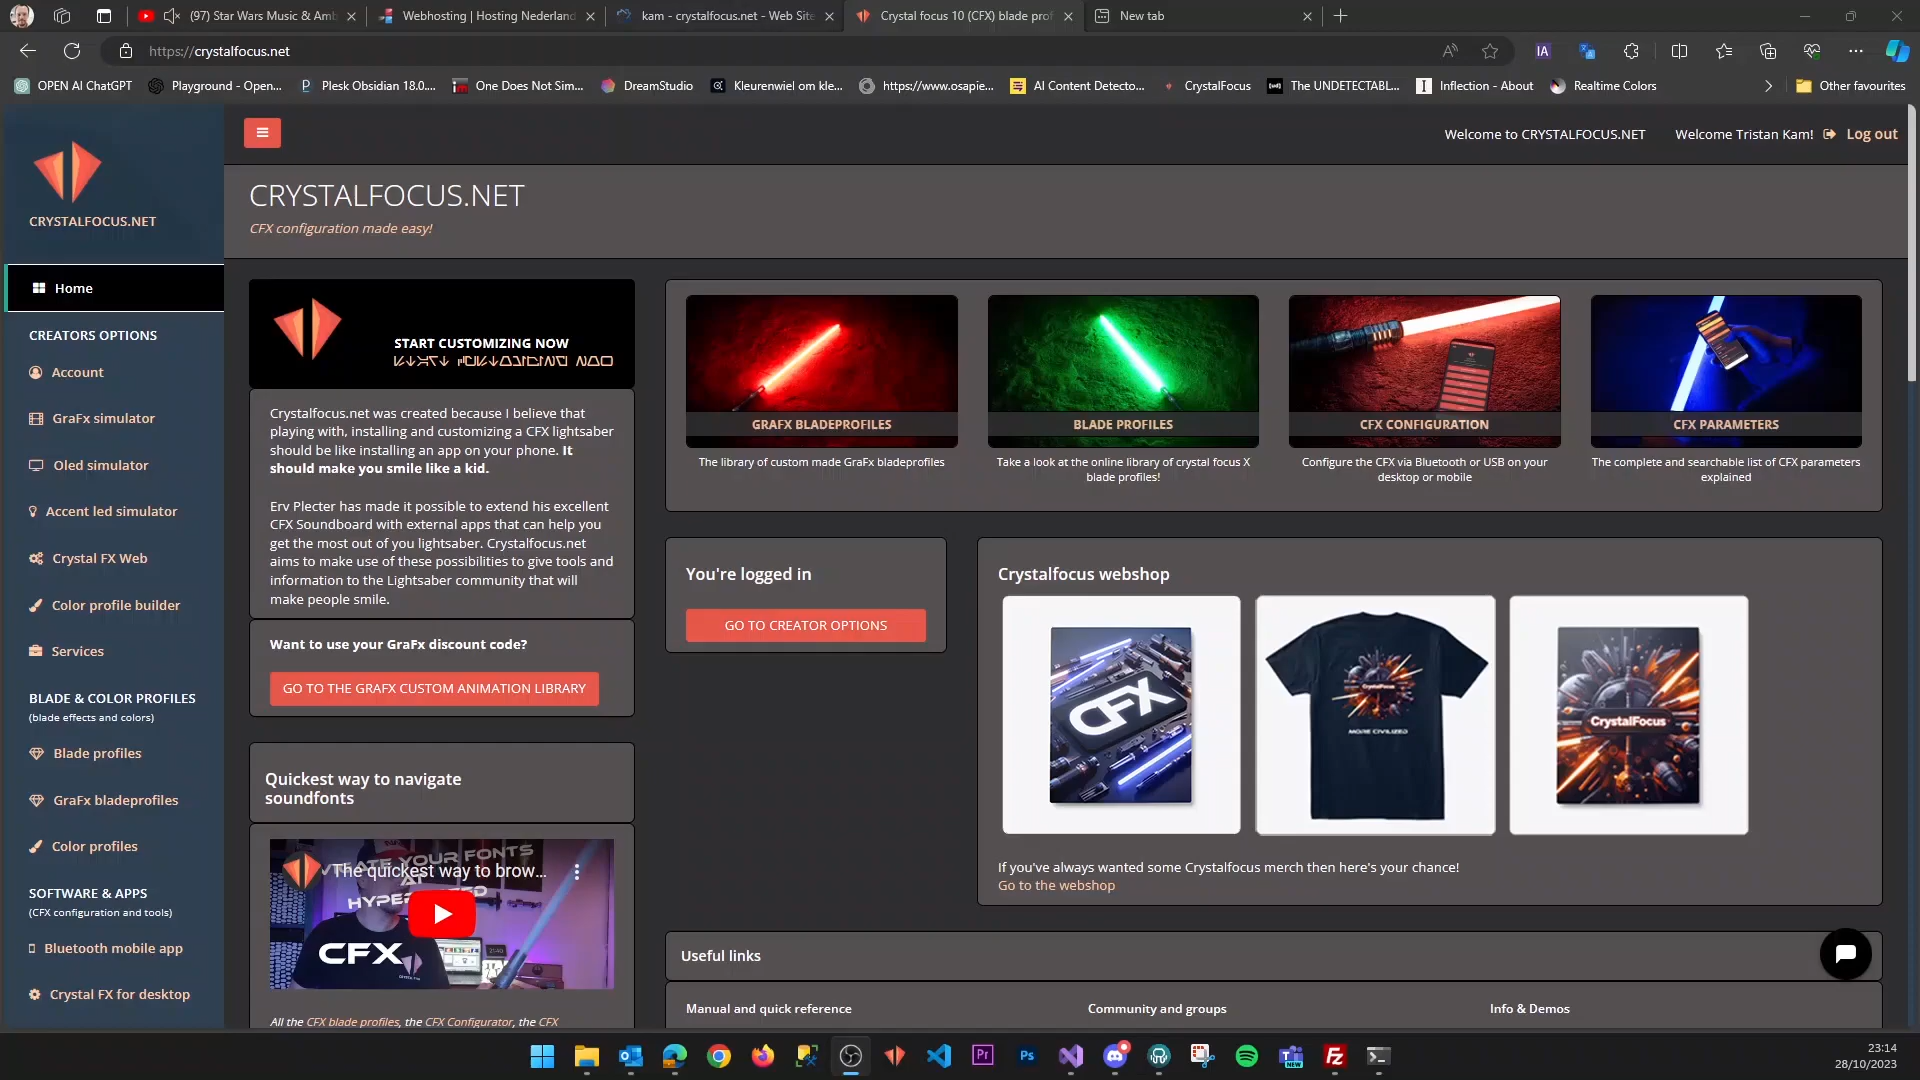 (97) Star Wars Music & Amb
Webhosting | Hosting Nederland
kam - crystalfocus.net - Web Site
Crystal focus 10 (CFX) blade prof
New tab
https://crystalfocus.net
OPEN AI ChatGPT
Playground - Open...
Plesk Obsidian 18.0....
One Does Not Sim...
DreamStudio
Kleurenwiel om kle...
https://www.osapie...
AI Content Detecto...
CrystalFocus
The UNDETECTABL...
Inflection - About
Realtime Colors
Other favourites
CRYSTALFOCUS.NET
Welcome to CRYSTALFOCUS.NET
Welcome Tristan Kam!
Log out
CRYSTALFOCUS.NET
CFX configuration made easy!
Home
CREATORS OPTIONS
Account
GraFx simulator
Oled simulator
Accent led simulator
Crystal FX Web
Color profile builder
Services
BLADE & COLOR PROFILES
(blade effects and colors)
Blade profiles
GraFx bladeprofiles
Color profiles
SOFTWARE & APPS
(CFX configuration and tools)
Bluetooth mobile app
Crystal FX for desktop
START CUSTOMIZING NOW
Crystalfocus.net was created because I believe that
playing with, installing and customizing a CFX lightsaber
should be like installing an app on your phone. It
should make you smile like a kid.
Erv Plecter has made it possible to extend his excellent
CFX Soundboard with external apps that can help you
get the most out of you lightsaber. Crystalfocus.net
aims to make use of these possibilities to give tools and
information to the Lightsaber community that will
make people smile.
Want to use your GraFx discount code?
GO TO THE GRAFX CUSTOM ANIMATION LIBRARY
Quickest way to navigate
soundfonts
The quickest way to brow...
CFX
All the CFX blade profiles, the CFX Configurator, the CFX
GRAFX BLADEPROFILES
The library of custom made GraFx bladeprofiles
BLADE PROFILES
Take a look at the online library of crystal focus X
blade profiles!
CFX CONFIGURATION
Configure the CFX via Bluetooth or USB on your
desktop or mobile
CFX PARAMETERS
The complete and searchable list of CFX parameters
explained
You're logged in
GO TO CREATOR OPTIONS
Crystalfocus webshop
CFX
CrystalFocus
MORE CIVILIZED
CrystalFocus
If you've always wanted some Crystalfocus merch then here's your chance!
Go to the webshop
Useful links
Manual and quick reference
Community and groups
Info & Demos
23:14
28/10/2023